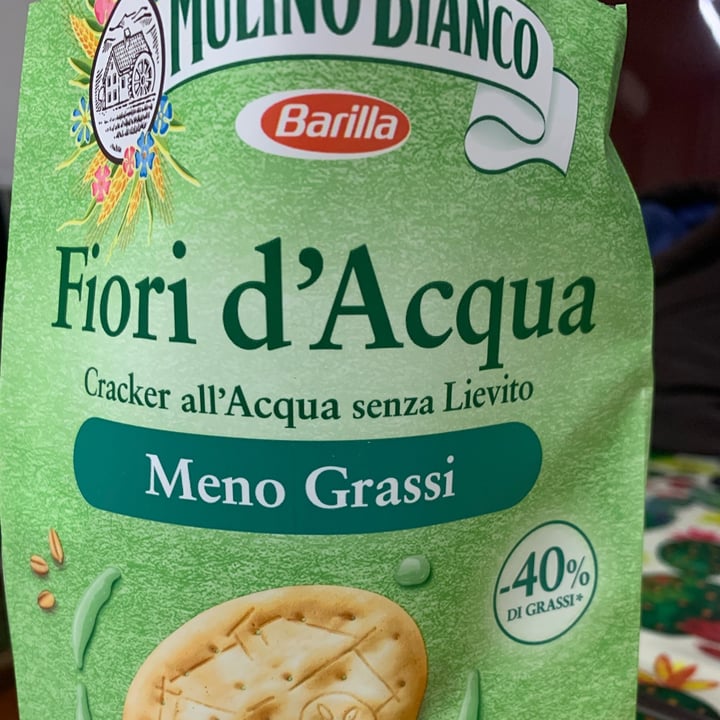 MULINO BIANCO
Barilla
Fiori d'Acqua
Cracker all'Acqua senza Lievito
Meno Grassi
-40%
DI GRASSI*